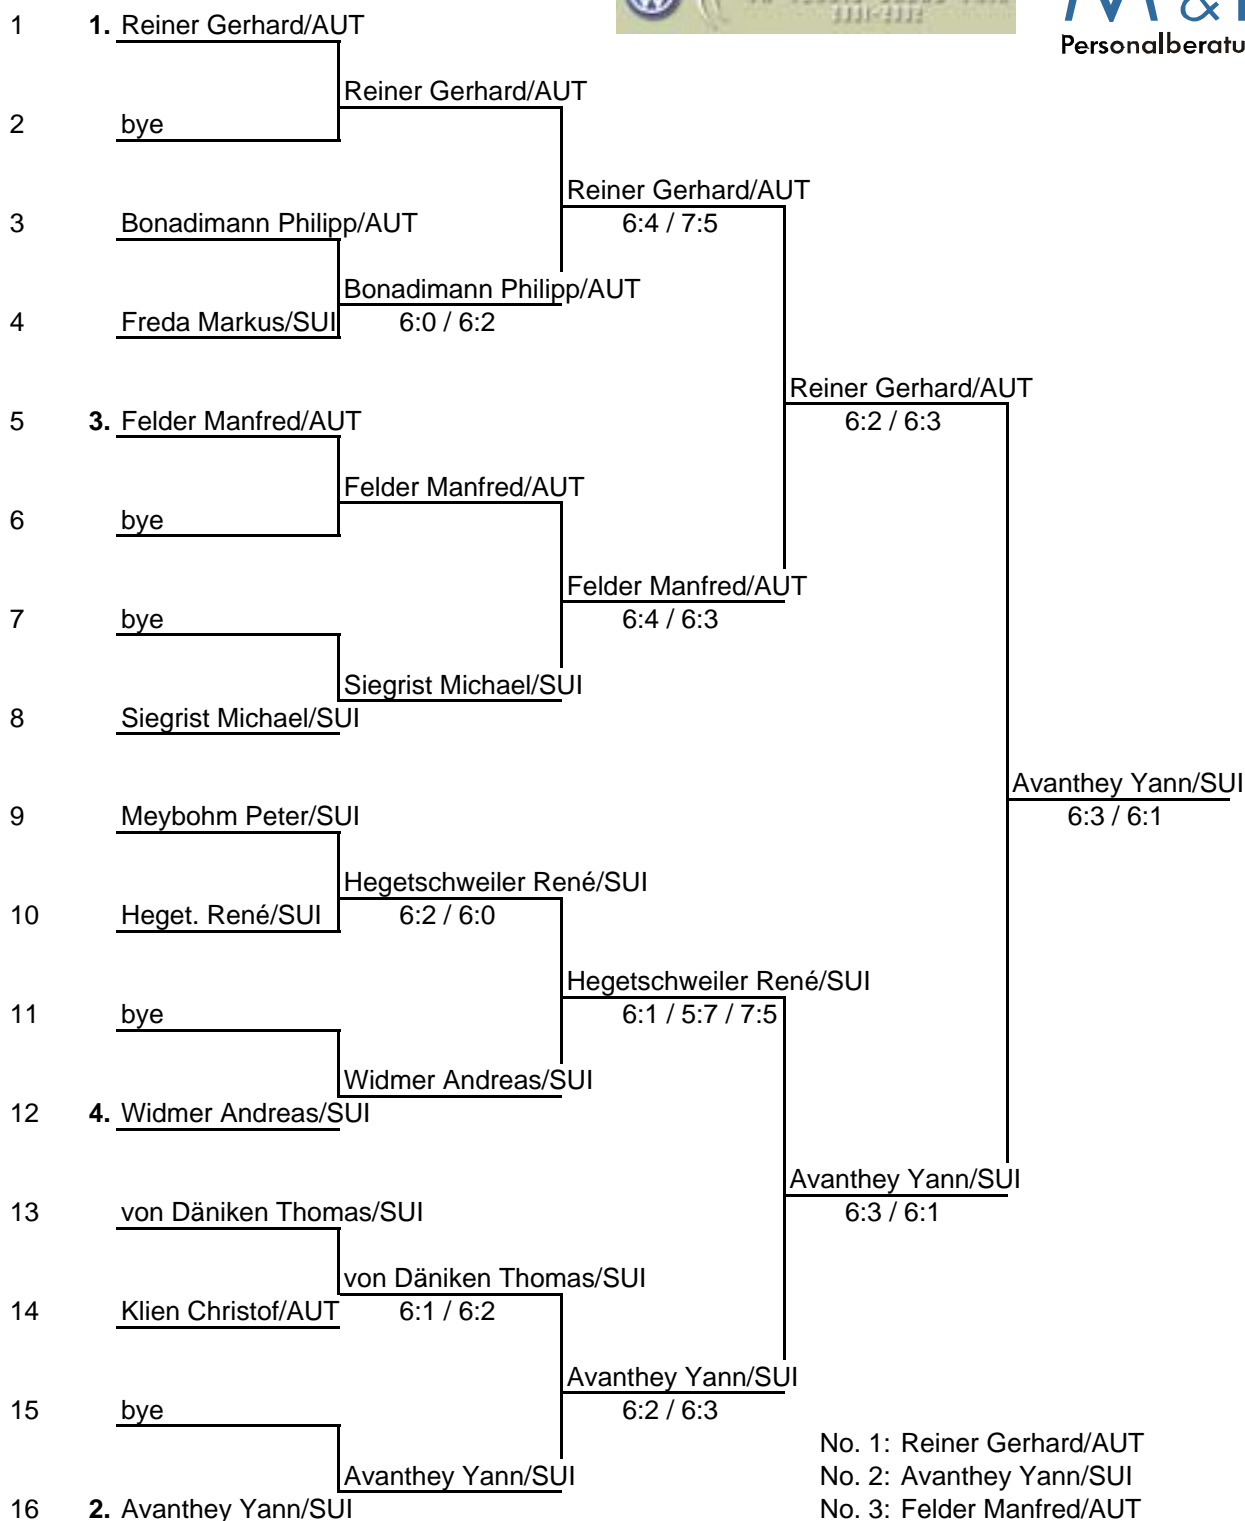 Personalberatu
1 1. Reiner Gerhard/AUT
Reiner Gerhard/AUT
2 bye
Reiner Gerhard/AUT
3 Bonadimann Philipp/AUT 6:4 / 7:5
Bonadimann Philipp/AUT
4 Freda Markus/SUI 6:0 / 6:2
Reiner Gerhard/AUT
5 3. Felder Manfred/AUT 6:2 / 6:3
Felder Manfred/AUT
6 bye
Felder Manfred/AUT
7 bye 6:4 / 6:3
Siegrist Michael/SUI
8 Siegrist Michael/SUI
Avanthey Yann/SUI
9 Meybohm Peter/SUI 6:3 / 6:1
Hegetschweiler René/SUI
10 Heget. René/SUI 6:2 / 6:0
Hegetschweiler René/SUI
11 bye 6:1 / 5:7 / 7:5
Widmer Andreas/SUI
12 4. Widmer Andreas/SUI
Avanthey Yann/SUI
13 von Däniken Thomas/SUI 6:3 / 6:1
von Däniken Thomas/SUI
14 Klien Christof/AUT 6:1 / 6:2
Avanthey Yann/SUI
15 bye 6:2 / 6:3
No. 1: Reiner Gerhard/AUT
Avanthey Yann/SUI No. 2: Avanthey Yann/SUI
16 2. Avanthey Yann/SUI No. 3: Felder Manfred/AUT